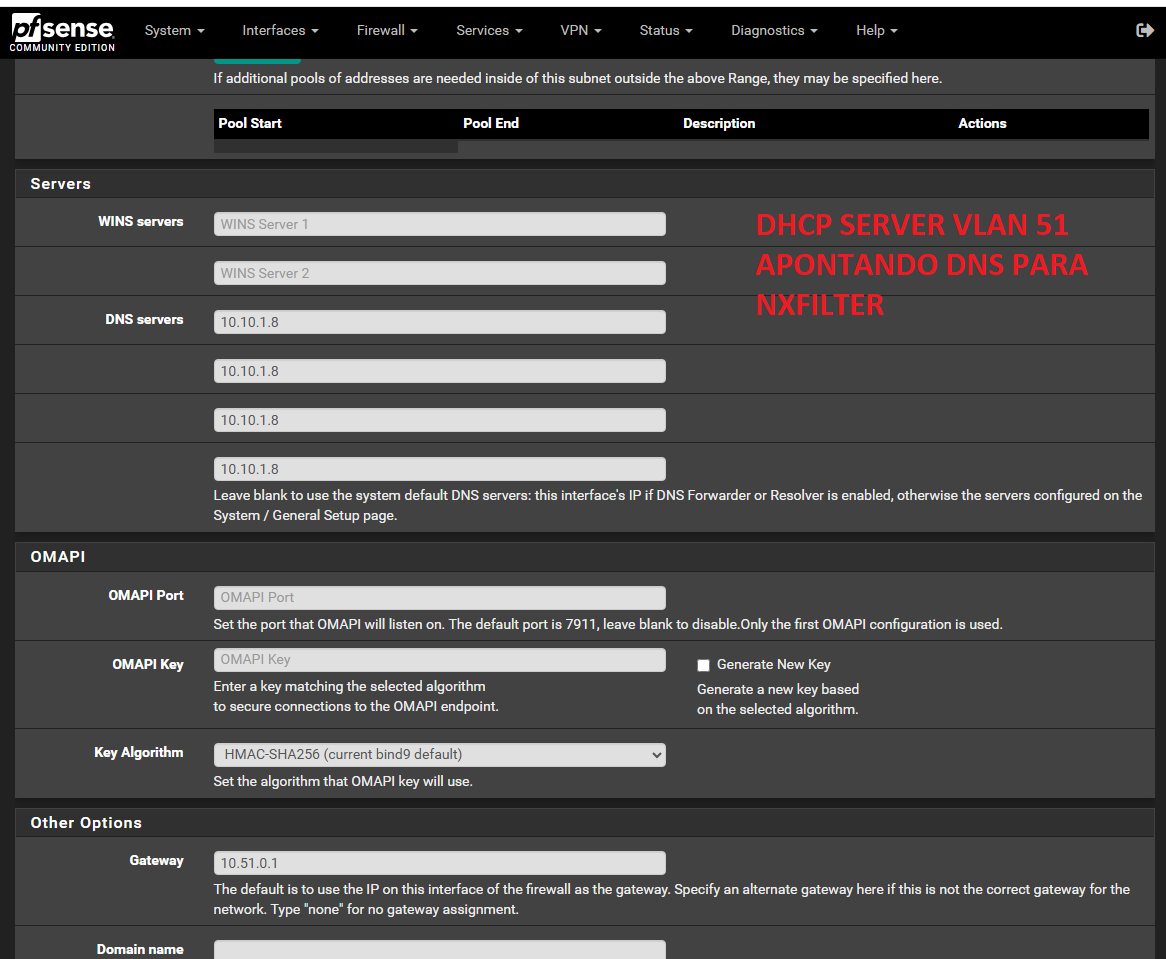 pfsense
COMMUNITY EDITION
System
Interfaces
Firewall
Services
VPN
Status
Diagnostics
Help
If additional pools of addresses are needed inside of this subnet outside the above Range, they may be specified here.
Pool Start
Pool End
Description
Actions
Servers
WINS servers
WINS Server 1
WINS Server 2
DHCP SERVER VLAN 51
APONTANDO DNS PARA
NXFILTER
DNS servers
10.10.1.8
10.10.1.8
10.10.1.8
10.10.1.8
Leave blank to use the system default DNS servers: this interface's IP if DNS Forwarder or Resolver is enabled, otherwise the servers configured on the
System / General Setup page.
OMAPI
OMAPI Port
OMAPI Port
Set the port that OMAPI will listen on. The default port is 7911, leave blank to disable.Only the first OMAPI configuration is used.
OMAPI Key
OMAPI Key
Enter a key matching the selected algorithm
to secure connections to the OMAPI endpoint.
Generate New Key
Generate a new key based
on the selected algorithm.
Key Algorithm
HMAC-SHA256 (current bind9 default)
Set the algorithm that OMAPI key will use.
Other Options
Gateway
10.51.0.1
The default is to use the IP on this interface of the firewall as the gateway. Specify an alternate gateway here if this is not the correct gateway for the
network. Type "none" for no gateway assignment.
Domain name